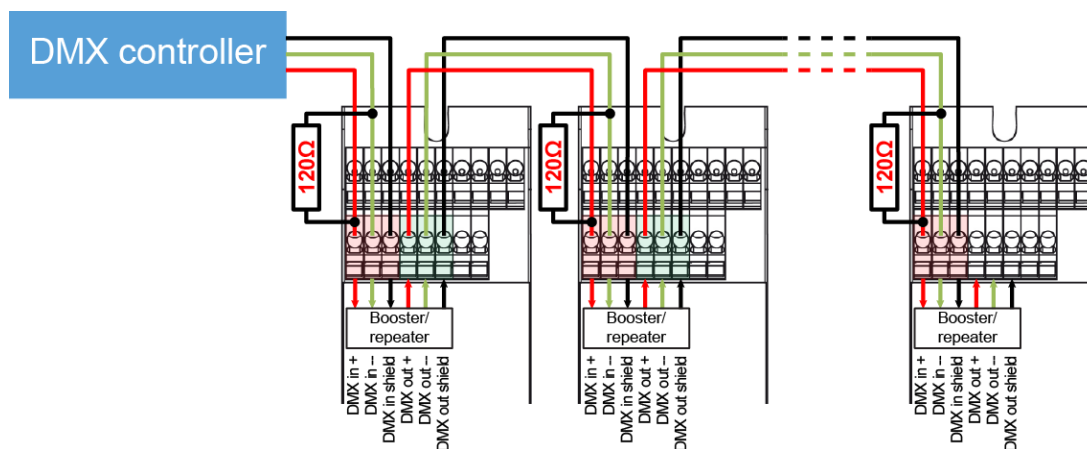 DMX controller
120Ω
120Ω
120Ω
Booster/
repeater
Booster/
repeater
Booster/
repeater
DMX in +
DMX in --
DMX in shield
DMX out +
DMX out --
DMX out shield
DMX in +
DMX in --
DMX in shield
DMX out +
DMX out --
DMX out shield
DMX in +
DMX in --
DMX in shield
DMX out +
DMX out --
DMX out shield